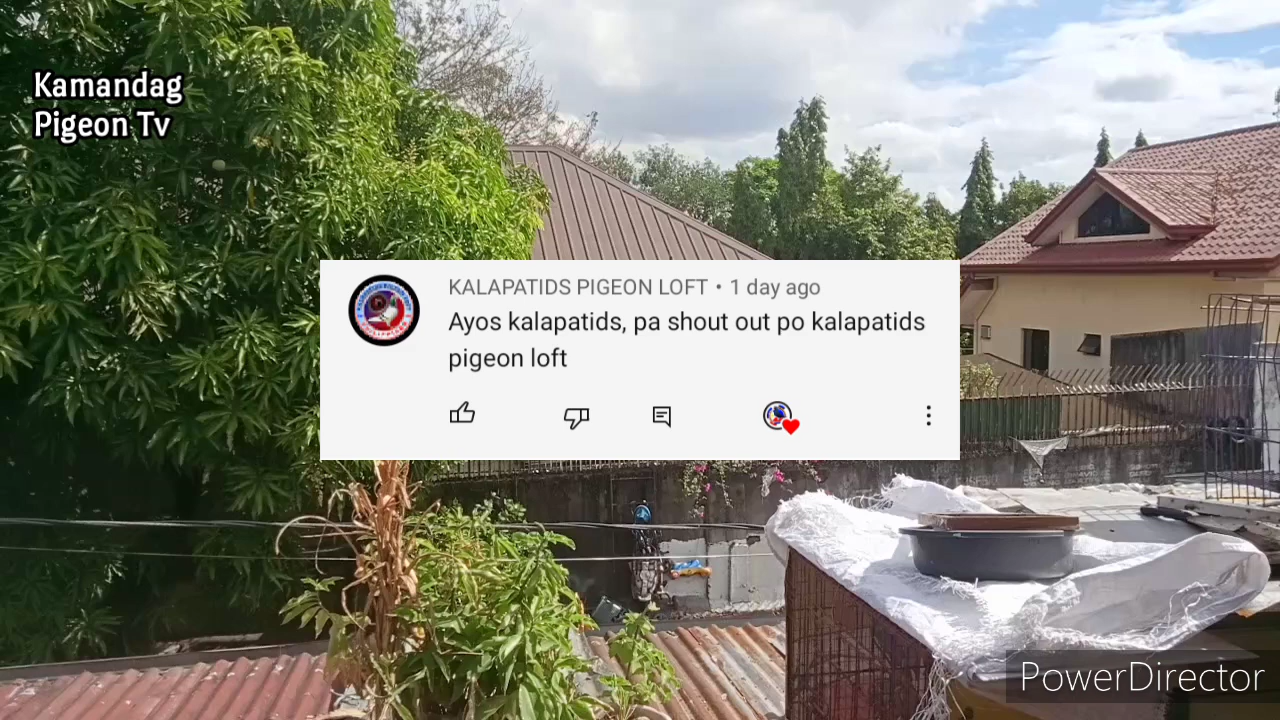 Kamandag
Pigeon Tv
KALAPATIDS PIGEON LOFT • 1 day ago
Ayos kalapatids, pa shout out po kalapatids
pigeon loft
PowerDirector